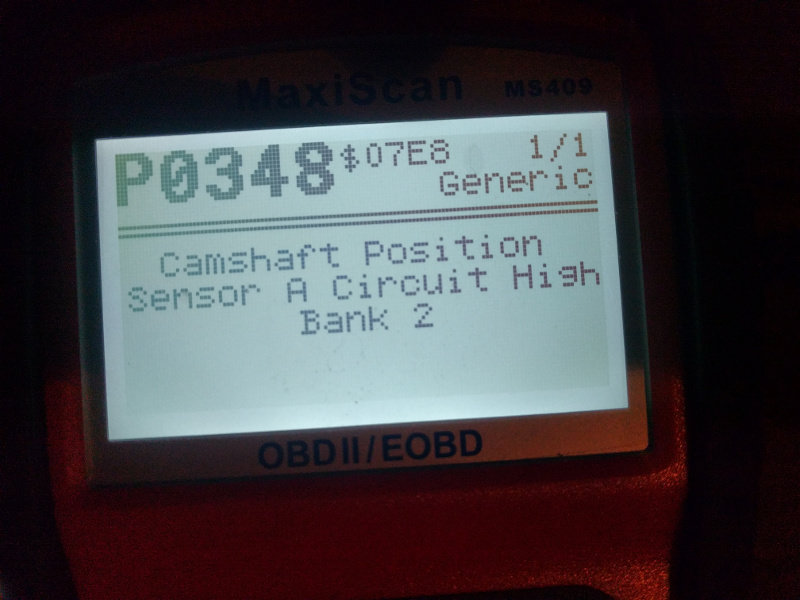 MaxiScan MS409
P0348 $07E8 1/1
Generic
Camshaft Position
Sensor A Circuit High
Bank 2
OBDII/EOBD